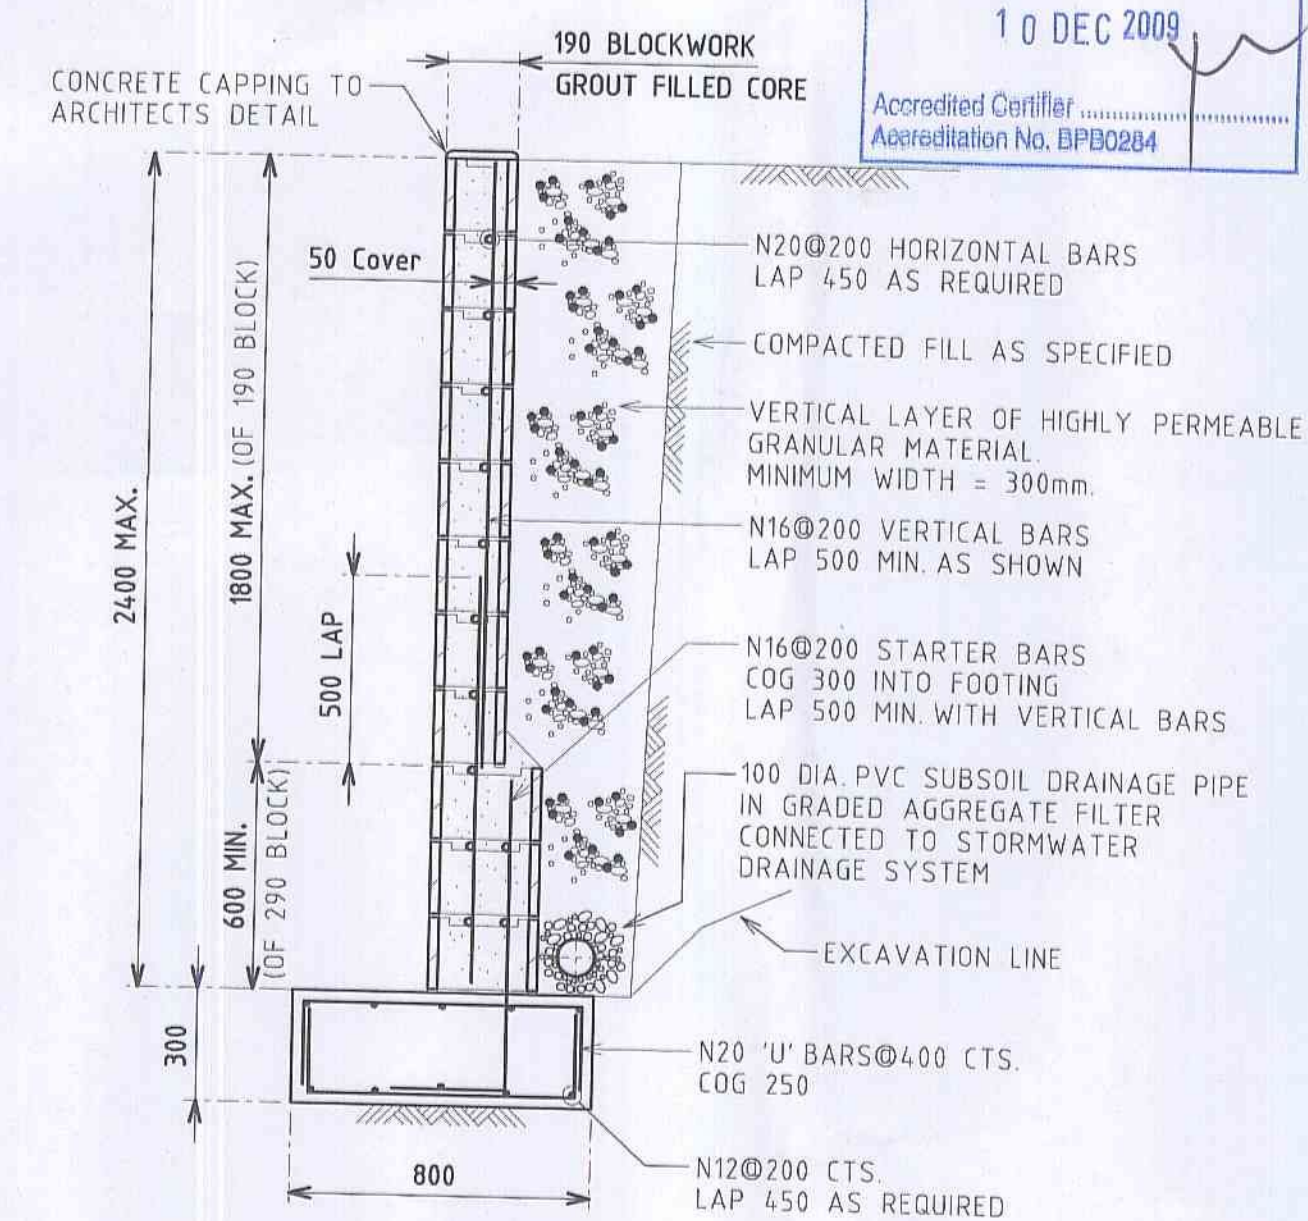 190 BLOCKWORK
GROUT FILLED CORE
CONCRETE CAPPING TO
ARCHITECTS DETAIL
10 DEC 2009
Accredited Certifier
Accreditation No. BPB0284
50 Cover
N20@200 HORIZONTAL BARS
LAP 450 AS REQUIRED
COMPACTED FILL AS SPECIFIED
VERTICAL LAYER OF HIGHLY PERMEABLE
GRANULAR MATERIAL.
MINIMUM WIDTH = 300mm.
N16@200 VERTICAL BARS
LAP 500 MIN. AS SHOWN
N16@200 STARTER BARS
COG 300 INTO FOOTING
LAP 500 MIN. WITH VERTICAL BARS
100 DIA. PVC SUBSOIL DRAINAGE PIPE
IN GRADED AGGREGATE FILTER
CONNECTED TO STORMWATER
DRAINAGE SYSTEM
EXCAVATION LINE
N20 'U' BARS@400 CTS.
COG 250
N12@200 CTS.
LAP 450 AS REQUIRED
2400 MAX.
1800 MAX. (OF 190 BLOCK)
500 LAP
600 MIN.
(OF 290 BLOCK)
300
800